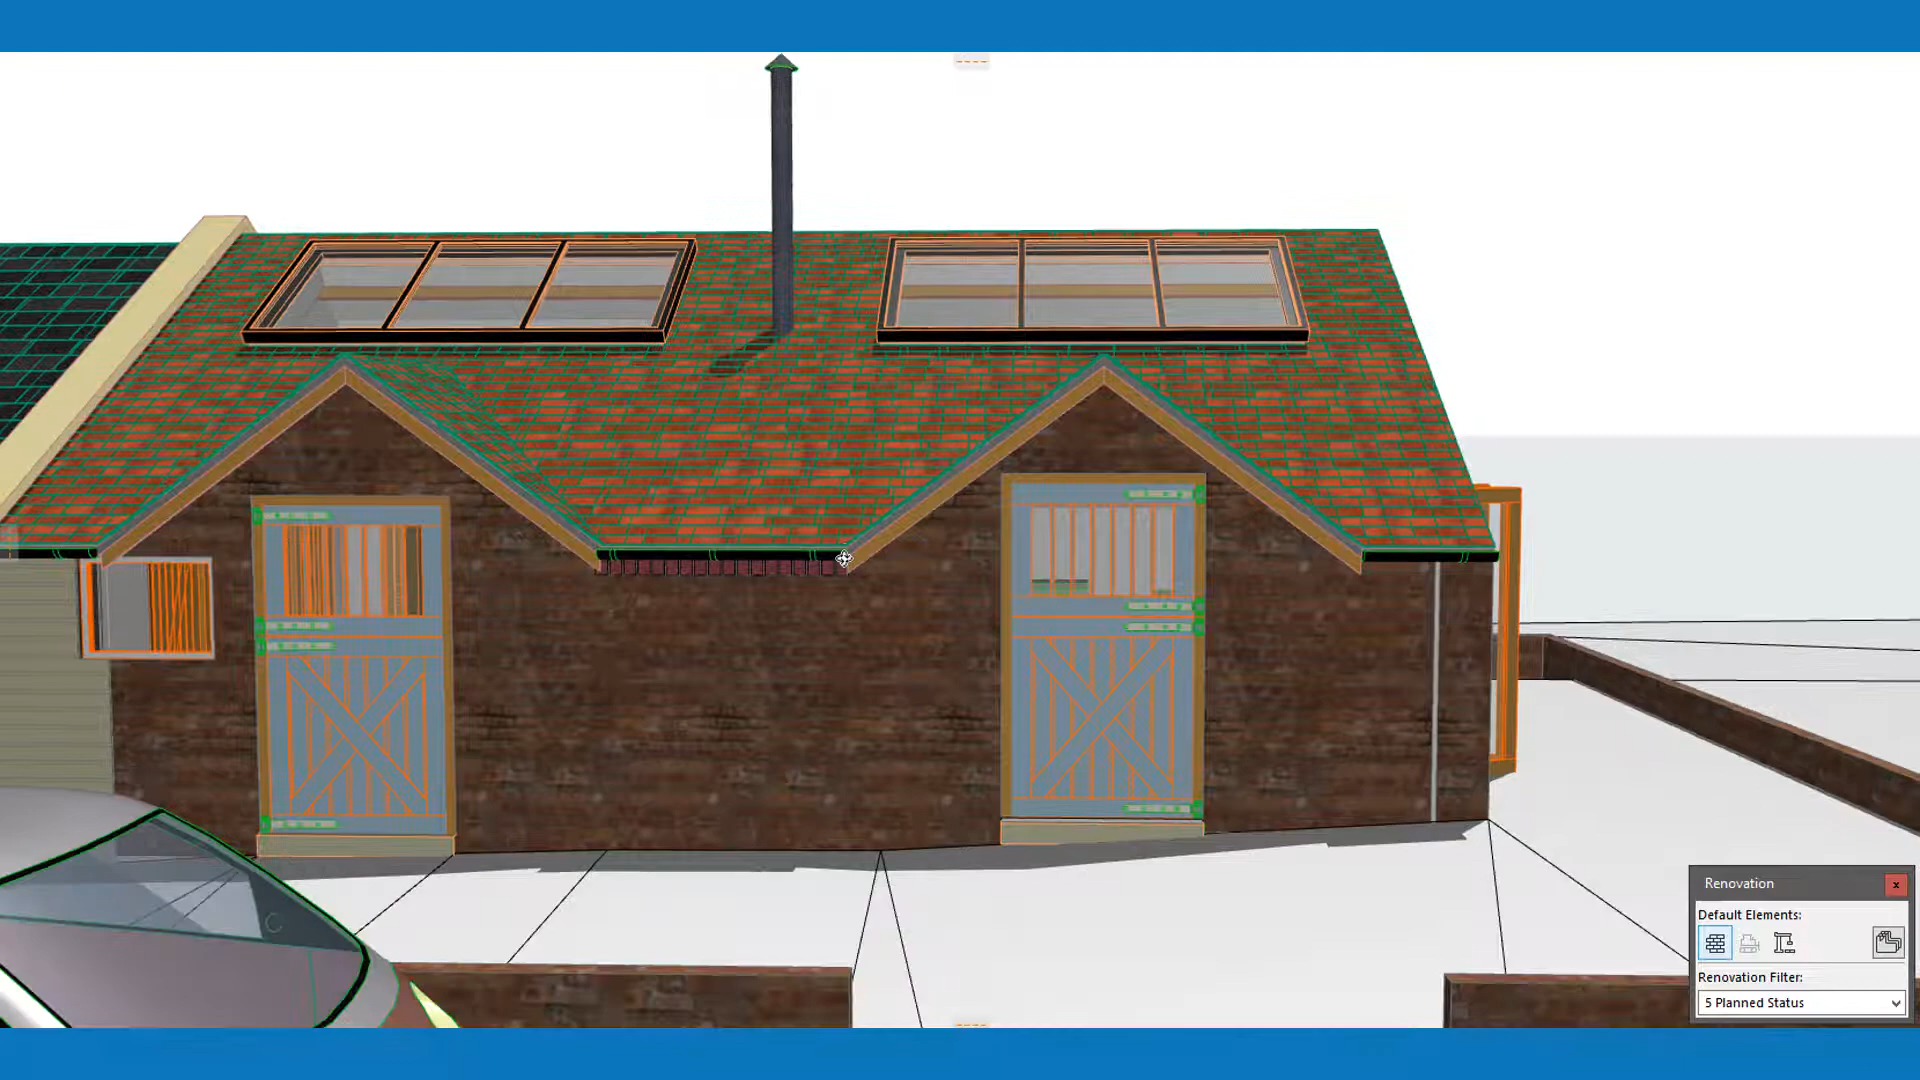 Renovation
x
Default Elements:
Renovation Filter:
5 Planned Status